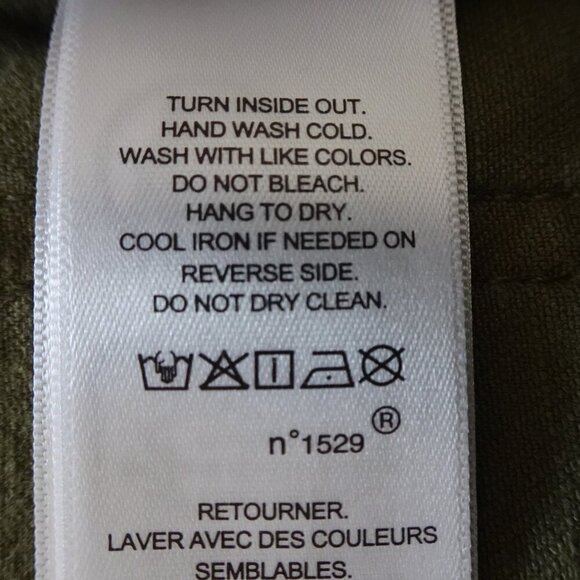 TURN INSIDE OUT.
HAND WASH COLD.
WASH WITH LIKE COLORS.
DO NOT BLEACH.
HANG TO DRY.
COOL IRON IF NEEDED ON
REVERSE SIDE.
DO NOT DRY CLEAN.
n°1529 ®
RETOURNER.
LAVER AVEC DES COULEURS
SEMBLABLES.